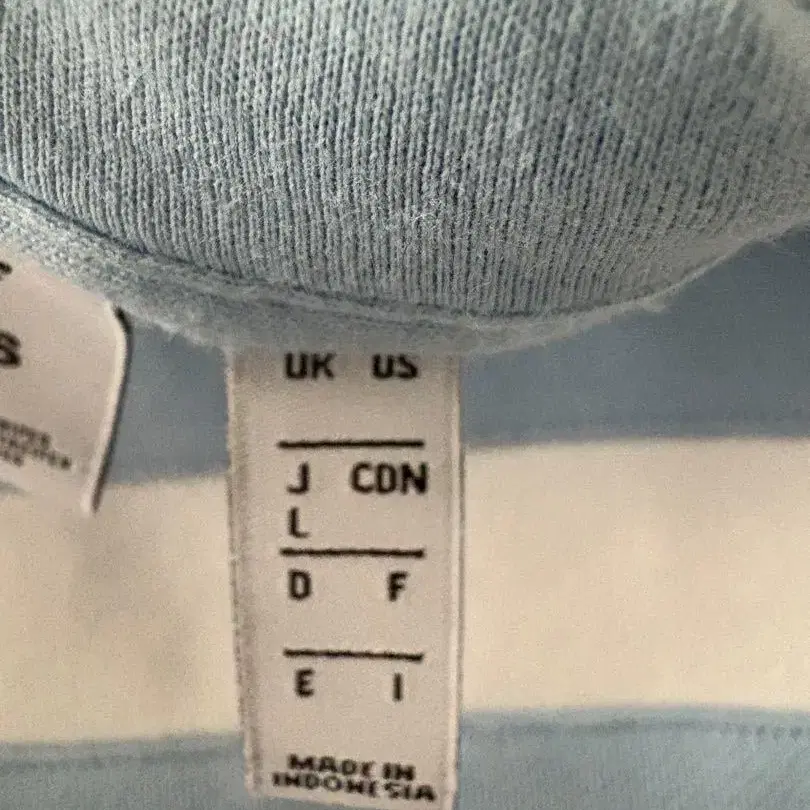 S
UK US
J CDN
L
D F
E I
MADE IN
INDONESIA